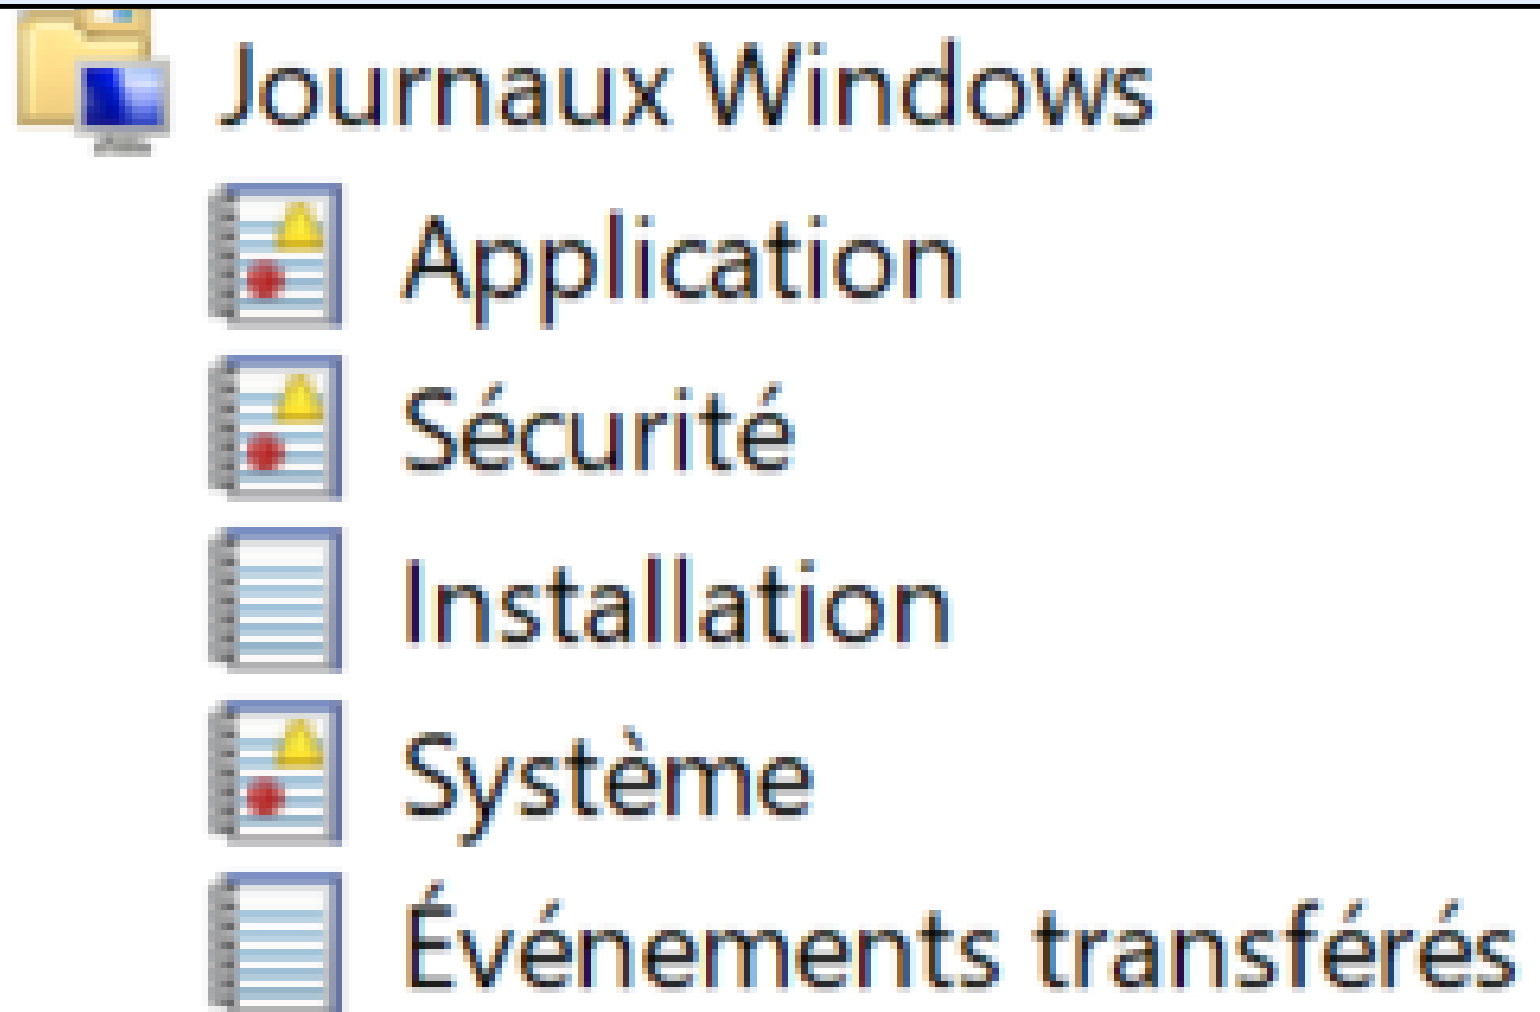 Journaux Windows
Application
Sécurité
Installation
Système
Événements transférés